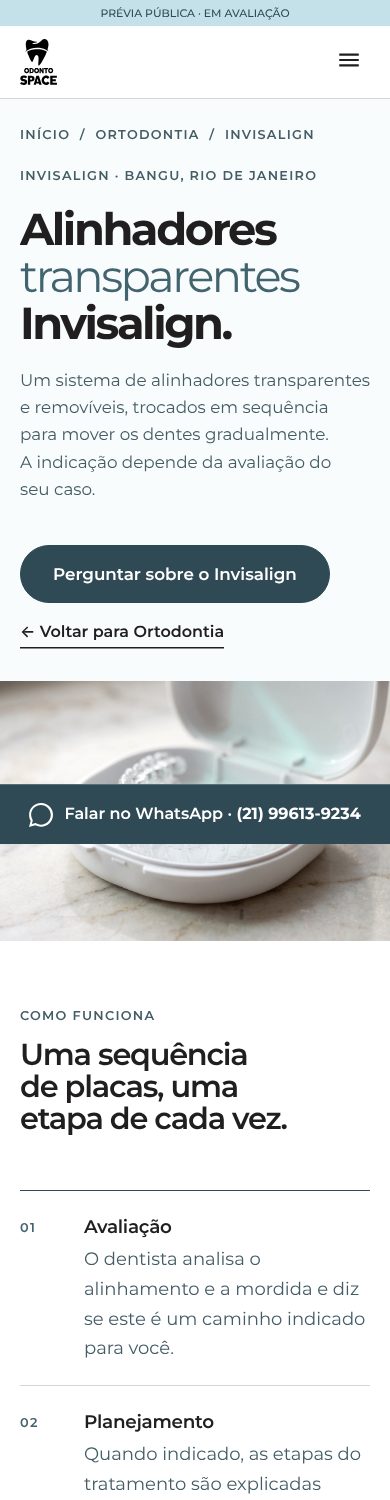 PRÉVIA PÚBLICA · EM AVALIAÇÃO
ODONTO
SPACE
INÍCIO / ORTODONTIA / INVISALIGN
INVISALIGN · BANGU, RIO DE JANEIRO
Alinhadores
transparentes
Invisalign.
Um sistema de alinhadores transparentes
e removíveis, trocados em sequência
para mover os dentes gradualmente.
A indicação depende da avaliação do
seu caso.
Perguntar sobre o Invisalign
← Voltar para Ortodontia
Falar no WhatsApp · (21) 99613-9234
COMO FUNCIONA
Uma sequência
de placas, uma
etapa de cada vez.
01 Avaliação
O dentista analisa o
alinhamento e a mordida e diz
se este é um caminho indicado
para você.
02 Planejamento
Quando indicado, as etapas do
tratamento são explicadas